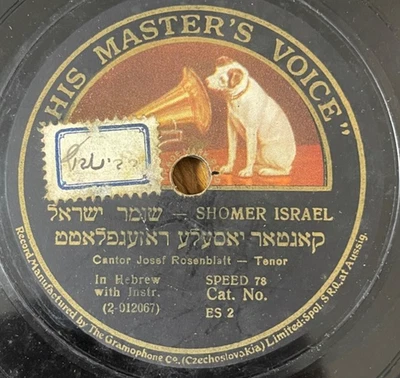 "HIS MASTER'S VOICE"
שומר ישראל — SHOMER ISRAEL
קאנטאר יאסעלע ראזענבלאטט
Cantor Josef Rosenblatt — Tenor
In Hebrew SPEED 78
with Instr. Cat. No.
(2-012067) ES 2
Record Manufactured by The Gramophone Co. (Czechoslovakia) Limited: Spol. S R.O. at Aussig.